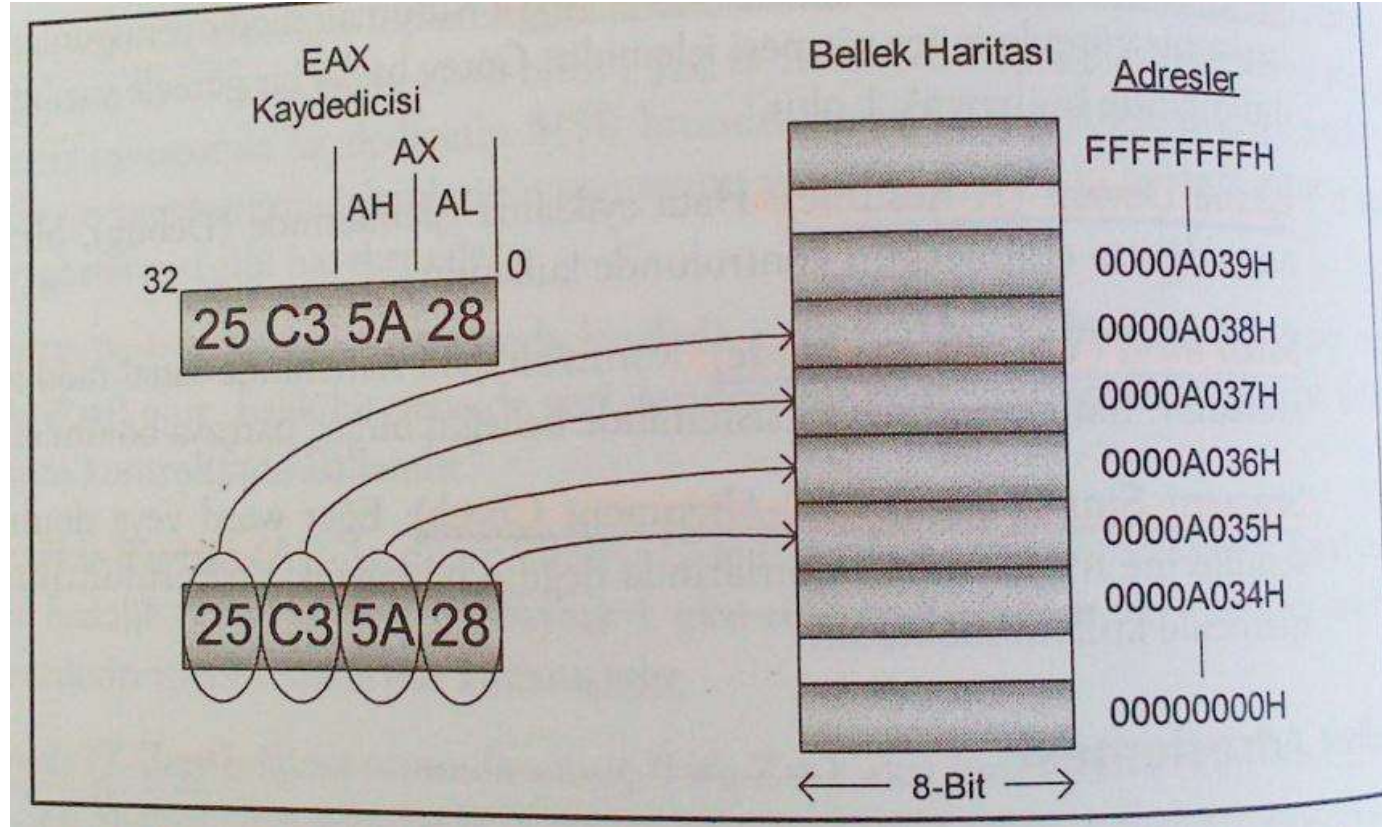 EAX
Kaydedicisi
AX
AH AL
32 0
25 C3 5A 28
25 C3 5A 28
Bellek Haritası
Adresler
FFFFFFFFH
0000A039H
0000A038H
0000A037H
0000A036H
0000A035H
0000A034H
00000000H
8-Bit